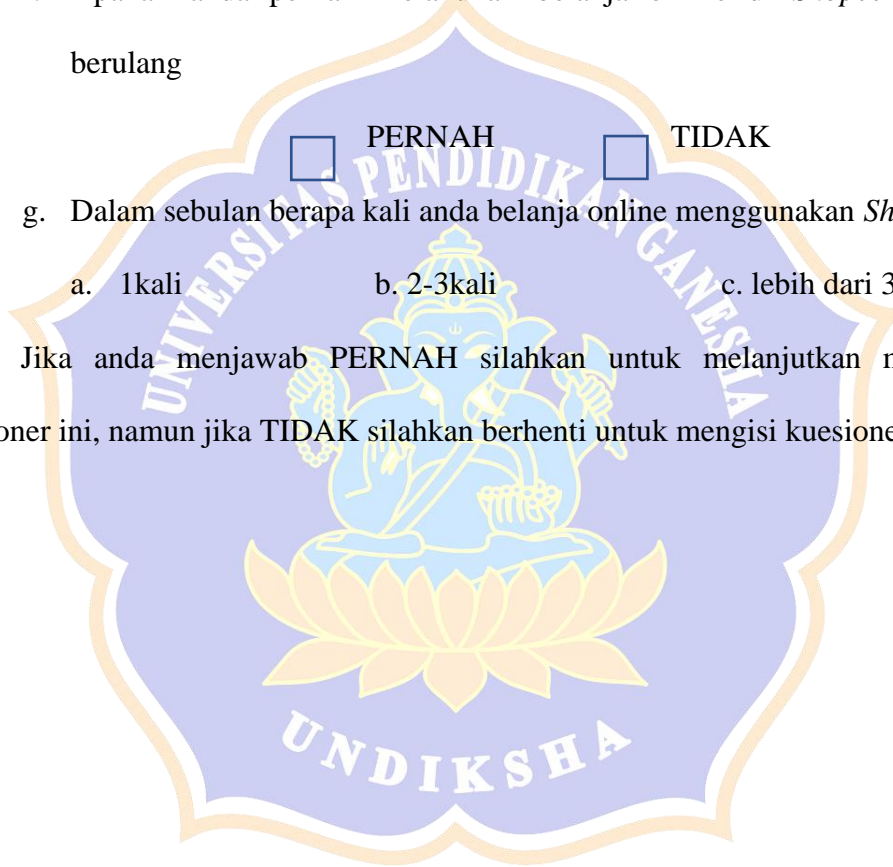 berulang
PERNAH TIDAK
g. Dalam sebulan berapa kali anda belanja online menggunakan Sh
a. 1kali b. 2-3kali c. lebih dari 3
Jika anda menjawab PERNAH silahkan untuk melanjutkan
oner ini, namun jika TIDAK silahkan berhenti untuk mengisi kuesione
UNIVERSITAS PENDIDIKAN GANESHA
UNDIKSHA